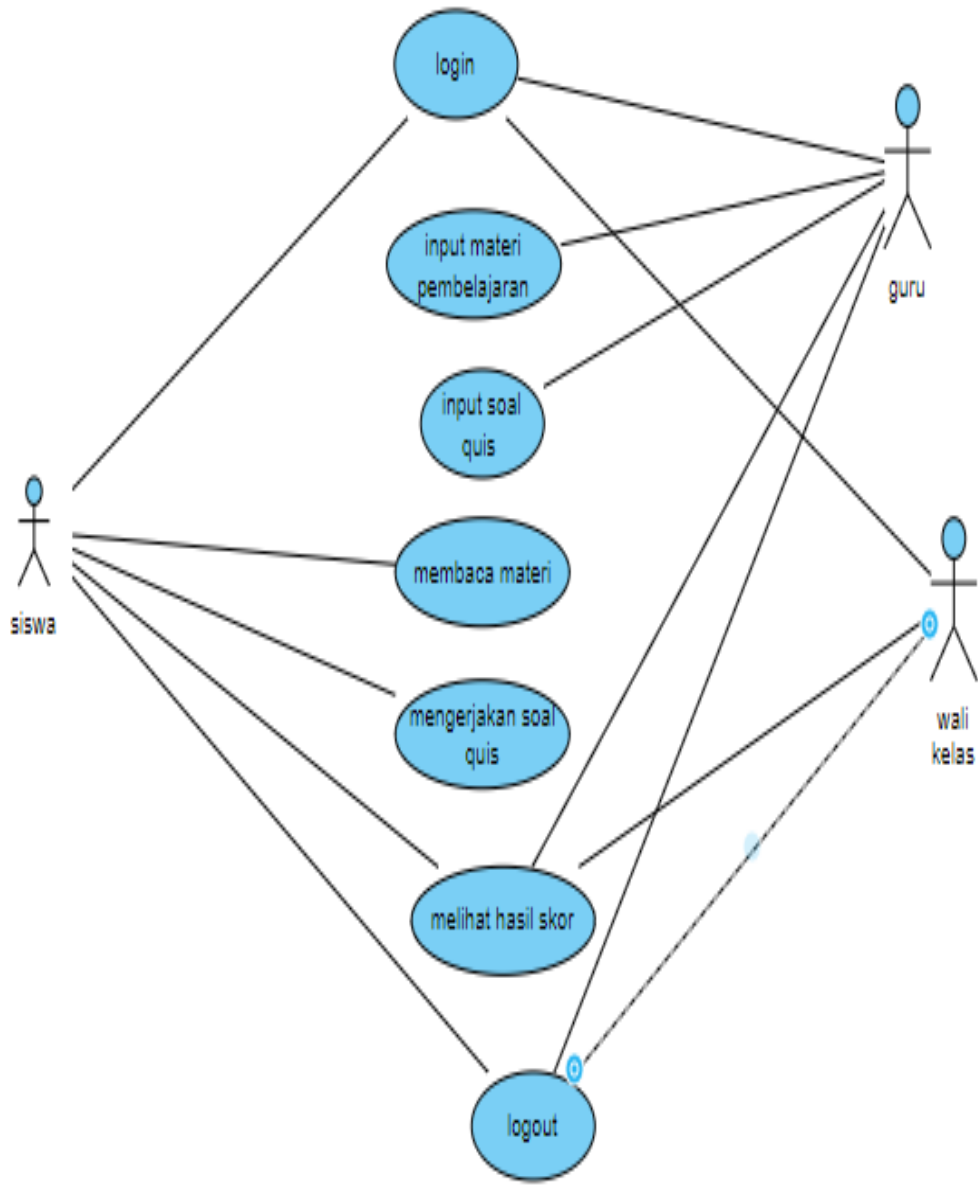 login
input materi
pembelajaran
guru
input soal
quis
siswa
membaca materi
mengerjakan soal
quis
wali
kelas
melihat hasil skor
logout